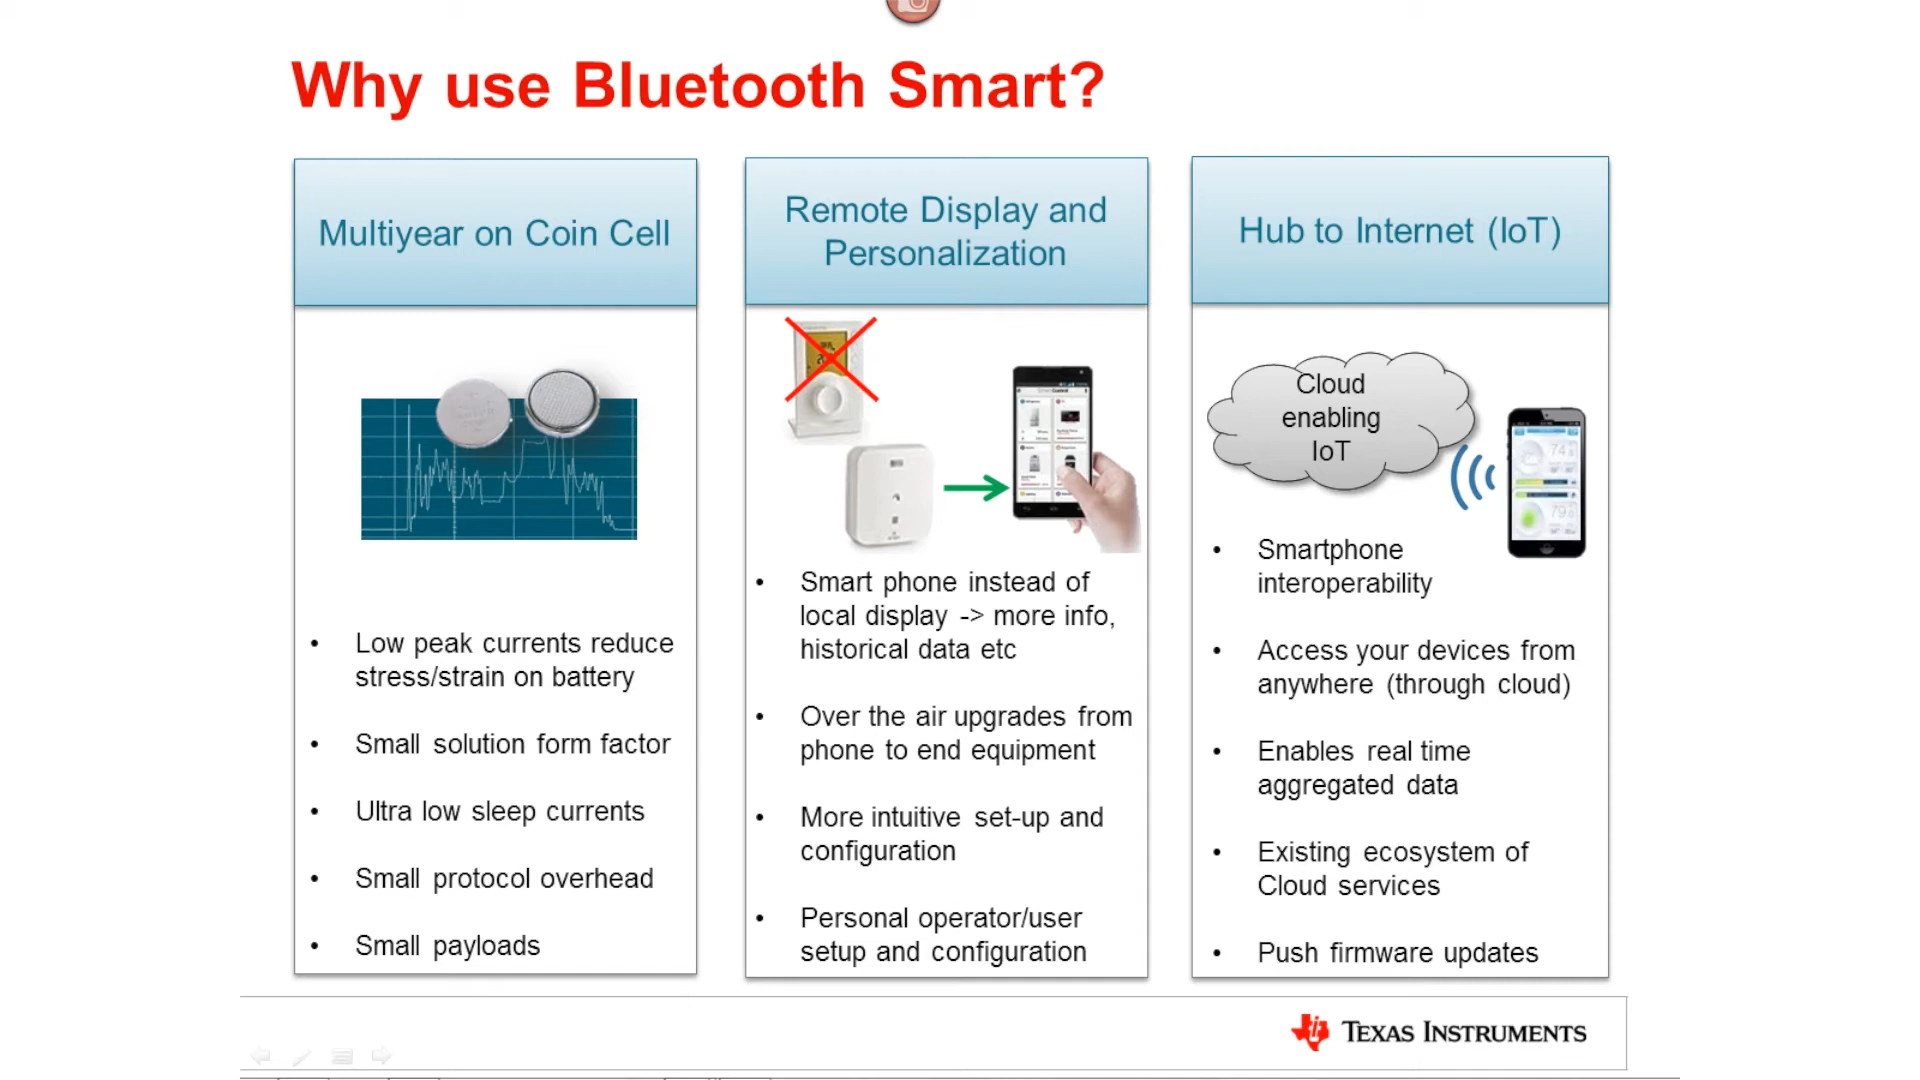 Why use Bluetooth Smart?
Multiyear on Coin Cell
• Low peak currents reduce
stress/strain on battery
• Small solution form factor
• Ultra low sleep currents
• Small protocol overhead
• Small payloads
Remote Display and
Personalization
• Smart phone instead of
local display -> more info,
historical data etc
• Over the air upgrades from
phone to end equipment
• More intuitive set-up and
configuration
• Personal operator/user
setup and configuration
Hub to Internet (IoT)
Cloud
enabling
IoT
• Smartphone
interoperability
• Access your devices from
anywhere (through cloud)
• Enables real time
aggregated data
• Existing ecosystem of
Cloud services
• Push firmware updates
TEXAS INSTRUMENTS